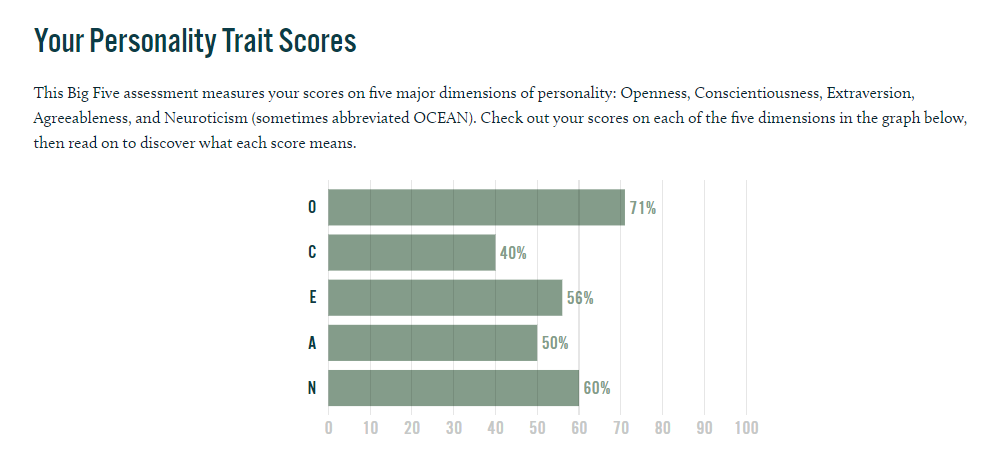 Your Personality Trait Scores
This Big Five assessment measures your scores on five major dimensions of personality: Openness, Conscientiousness, Extraversion,
Agreeableness, and Neuroticism (sometimes abbreviated OCEAN). Check out your scores on each of the five dimensions in the graph below,
then read on to discover what each score means.
O 71%
C 40%
E 56%
A 50%
N 60%
0 10 20 30 40 50 60 70 80 90 100